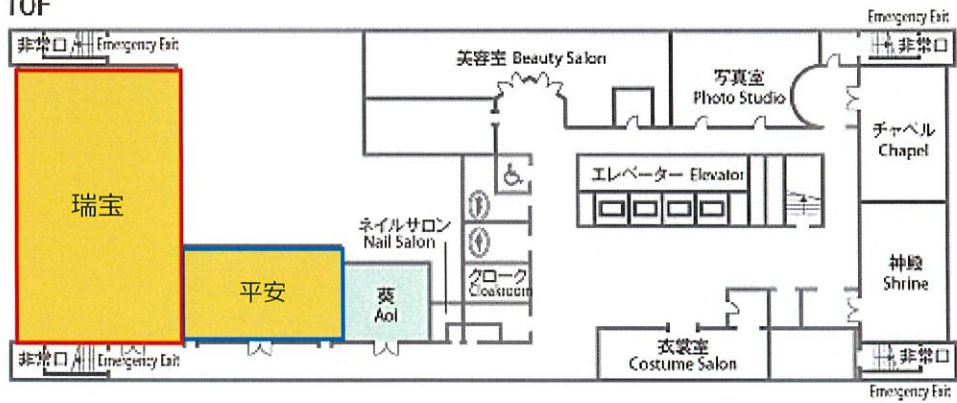 10F
Emergency Exit
非常口 Emergency Exit
非常口
美容室 Beauty Salon
写真室
Photo Studio
チャペル
Chapel
エレベーター Elevator
瑞宝
ネイルサロン
Nail Salon
平安
葵
Aoi
クローク
Cloakroom
神殿
Shrine
衣裳室
Costume Salon
非常口 Emergency Exit
非常口
Emergency Exit